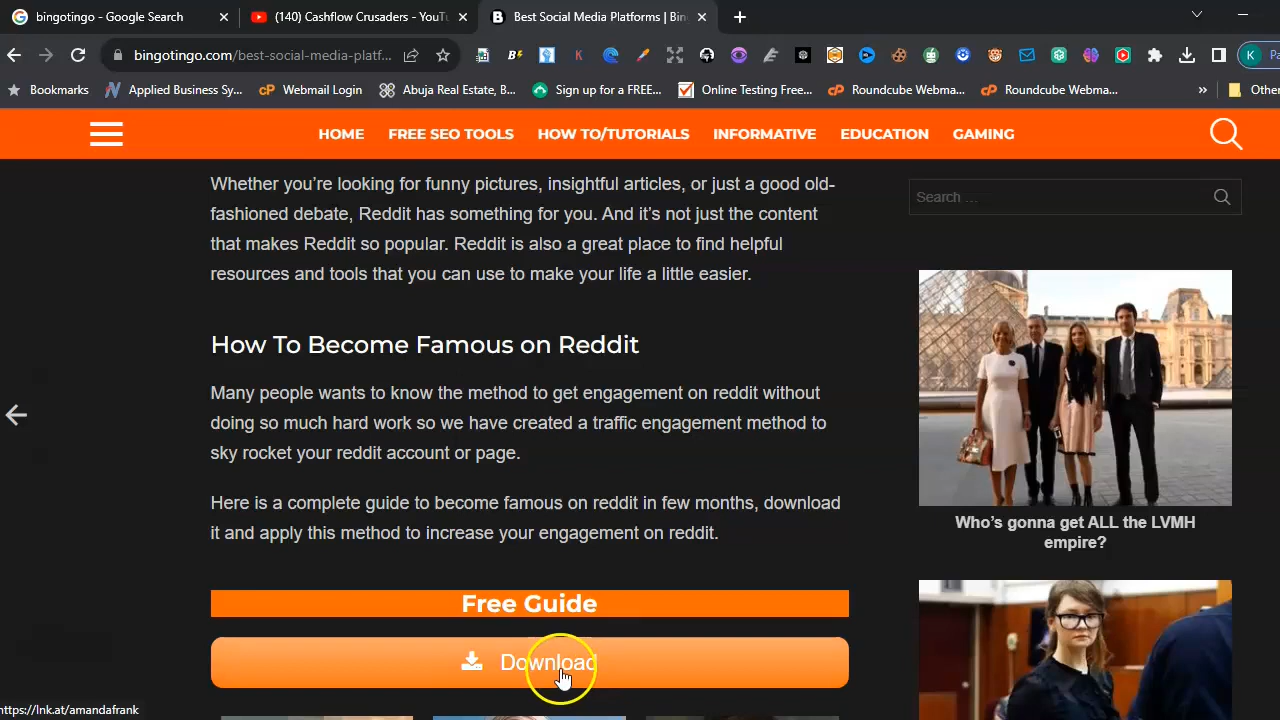 bingotingo - Google Search
(140) Cashflow Crusaders - YouT
Best Social Media Platforms | Bin
bingotingo.com/best-social-media-platf...
K
Pa
Bookmarks
Applied Business Sy...
Webmail Login
Abuja Real Estate, B...
Sign up for a FREE...
Online Testing Free...
Roundcube Webma...
Roundcube Webma...
»
Other
HOME
FREE SEO TOOLS
HOW TO/TUTORIALS
INFORMATIVE
EDUCATION
GAMING
Whether you're looking for funny pictures, insightful articles, or just a good old-
fashioned debate, Reddit has something for you. And it's not just the content
that makes Reddit so popular. Reddit is also a great place to find helpful
resources and tools that you can use to make your life a little easier.
How To Become Famous on Reddit
Many people wants to know the method to get engagement on reddit without
doing so much hard work so we have created a traffic engagement method to
sky rocket your reddit account or page.
Here is a complete guide to become famous on reddit in few months, download
it and apply this method to increase your engagement on reddit.
Free Guide
Download
Search ...
Who's gonna get ALL the LVMH
empire?
https://lnk.at/amandafrank